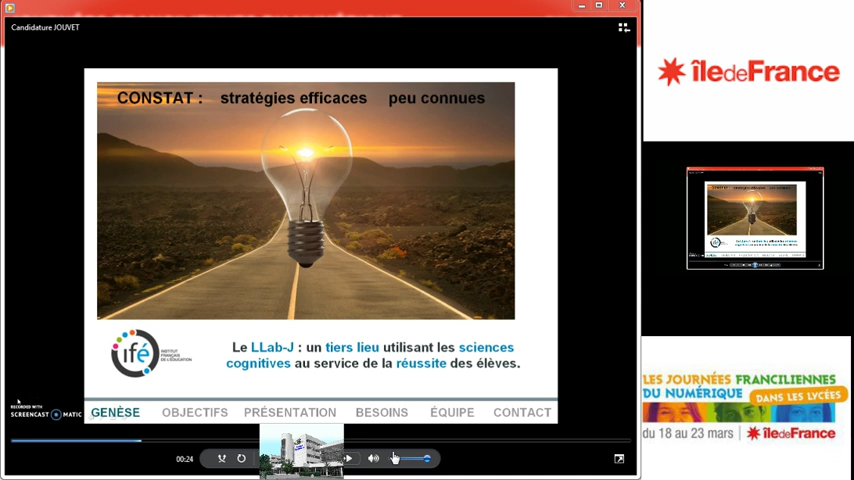 Candidature JOUVET
CONSTAT : stratégies efficaces peu connues
ifé INSTITUT
FRANÇAIS
DE L'ÉDUCATION
Le LLab-J : un tiers lieu utilisant les sciences
cognitives au service de la réussite des élèves.
RECORDED WITH
SCREENCAST MATIC
GENÈSE OBJECTIFS PRÉSENTATION BESOINS ÉQUIPE CONTACT
00:24
îledeFrance
LES JOURNÉES FRANCILIENNES
DU NUMÉRIQUE DANS LES LYCÉES
du 18 au 23 mars îledeFrance